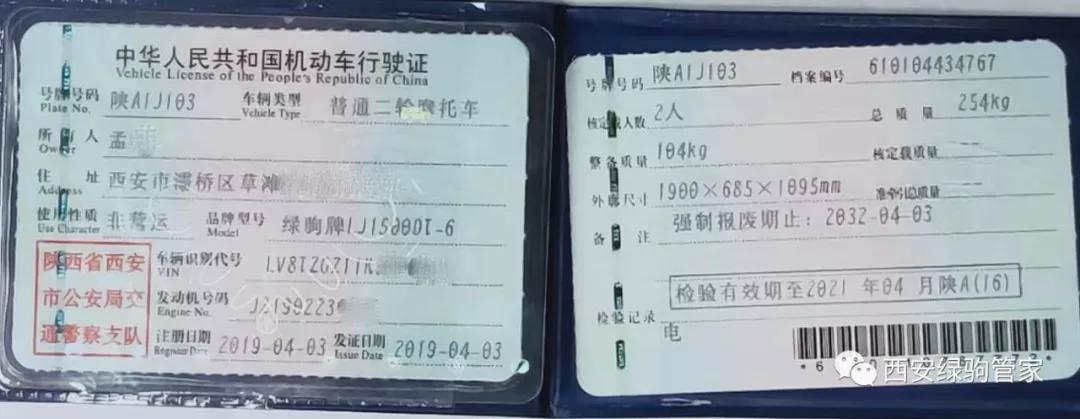 中华人民共和国机动车行驶证
Vehicle License of the People's Republic of China
号牌号码 陕A1J103 车辆类型 普通二轮摩托车
Plate No. Vehicle Type
所有人 孟
Owner
住址 西安市灞桥区草滩
Address
使用性质 非营运 品牌型号 绿驹牌LJ1500DT-6
Use Character Model
陕西省西安
市公安局交
通警察支队
车辆识别代号
VIN
发动机号码
Engine No.
注册日期 2019-04-03 发证日期 2019-04-03
Register Date Issue Date
号牌号码 陕A1J103 档案编号 610104434767
核定载人数 2人 总质量 254kg
整备质量 104kg 核定载质量
外廓尺寸 1900×685×1095mm 准牵引总质量
备注 强制报废期止:2032-04-03
检验记录 检验有效期至2021年04月陕A(16)
电
西安绿驹管家